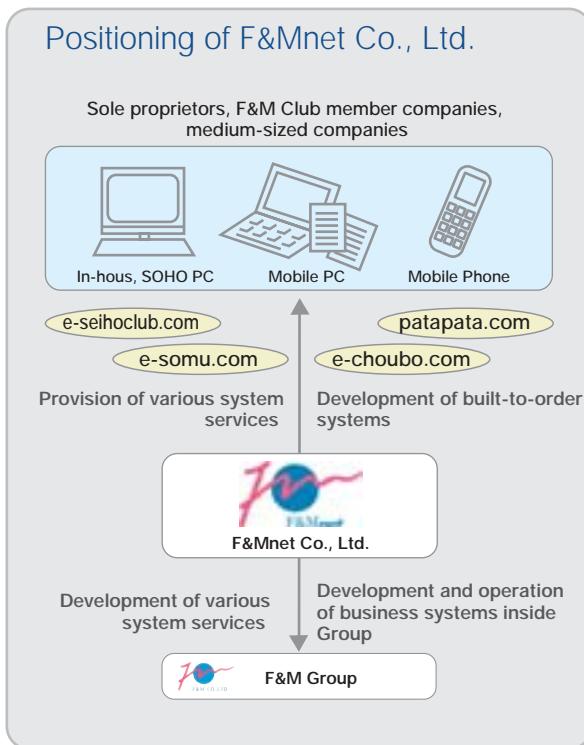 Positioning of F&Mnet Co., Ltd.
Sole proprietors, F&M Club member companies,
medium-sized companies
In-hous, SOHO PC
Mobile PC
Mobile Phone
e-seihoclub.com
patapata.com
e-somu.com
e-choubo.com
Provision of various system
services
Development of built-to-order
systems
F&Mnet
F&Mnet Co., Ltd.
Development of various
system services
Development and operation
of business systems inside
Group
F&M CO.,LTD
F&M Group